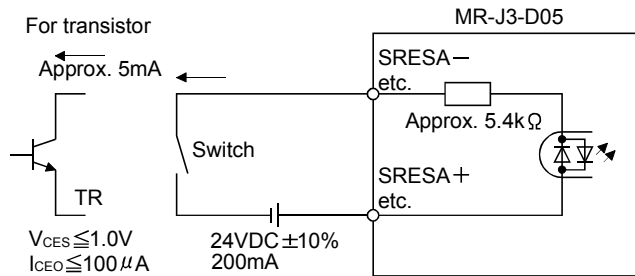 For transistor
Approx. 5mA
TR
VCES≦1.0V
ICEO≦100μA
Switch
24VDC±10%
200mA
MR-J3-D05
SRESA－
etc.
Approx. 5.4kΩ
SRESA＋
etc.